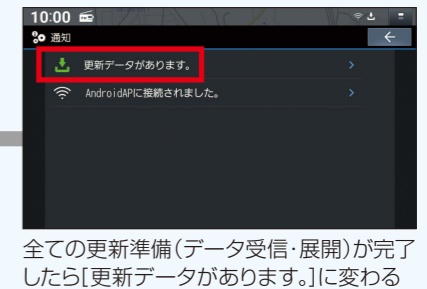 10:00
通知
更新データがあります。
AndroidAPに接続されました。
全ての更新準備(データ受信・展開)が完了
したら[更新データがあります。]に変わる